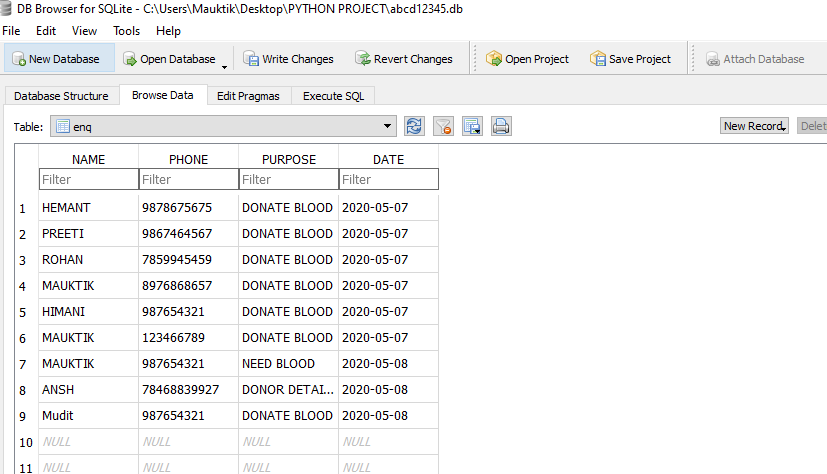 DB Browser for SQLite - C:\Users\Mauktik\Desktop\PYTHON PROJECT\abcd12345.db
File Edit View Tools Help
New Database Open Database Write Changes Revert Changes Open Project Save Project Attach Database
Database Structure Browse Data Edit Pragmas Execute SQL
Table: enq New Record Delet
NAME PHONE PURPOSE DATE
Filter Filter Filter Filter
1 HEMANT 9878675675 DONATE BLOOD 2020-05-07
2 PREETI 9867464567 DONATE BLOOD 2020-05-07
3 ROHAN 7859945459 DONATE BLOOD 2020-05-07
4 MAUKTIK 8976868657 DONATE BLOOD 2020-05-07
5 HIMANI 987654321 DONATE BLOOD 2020-05-07
6 MAUKTIK 123466789 DONATE BLOOD 2020-05-07
7 MAUKTIK 987654321 NEED BLOOD 2020-05-08
8 ANSH 78468839927 DONOR DETAI... 2020-05-08
9 Mudit 987654321 DONATE BLOOD 2020-05-08
10 NULL NULL NULL NULL
11 NULL NULL NULL NULL